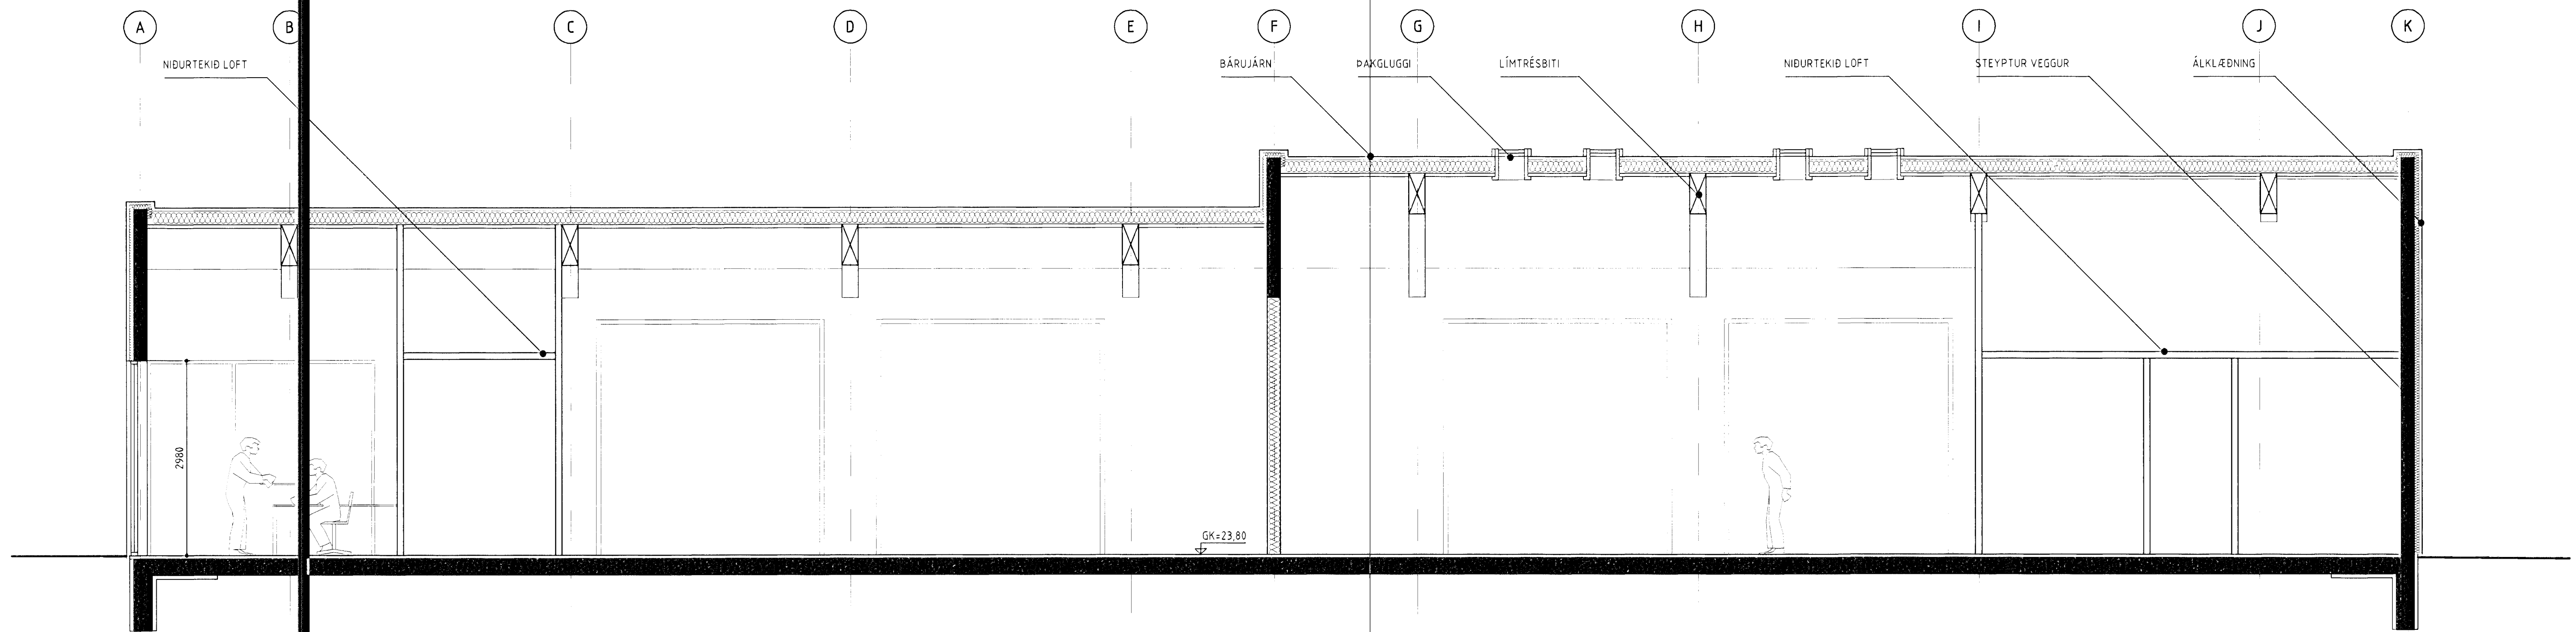 A B C D E F G H I J K
NIÐURTEKIÐ LOFT
BÁRUJÁRN
ÞAKGLUGGI
LÍMTRÉSBITI
NIÐURTEKIÐ LOFT
STEYPTUR VEGGUR
ÁLKLÆÐNING
2980
GK=23,80